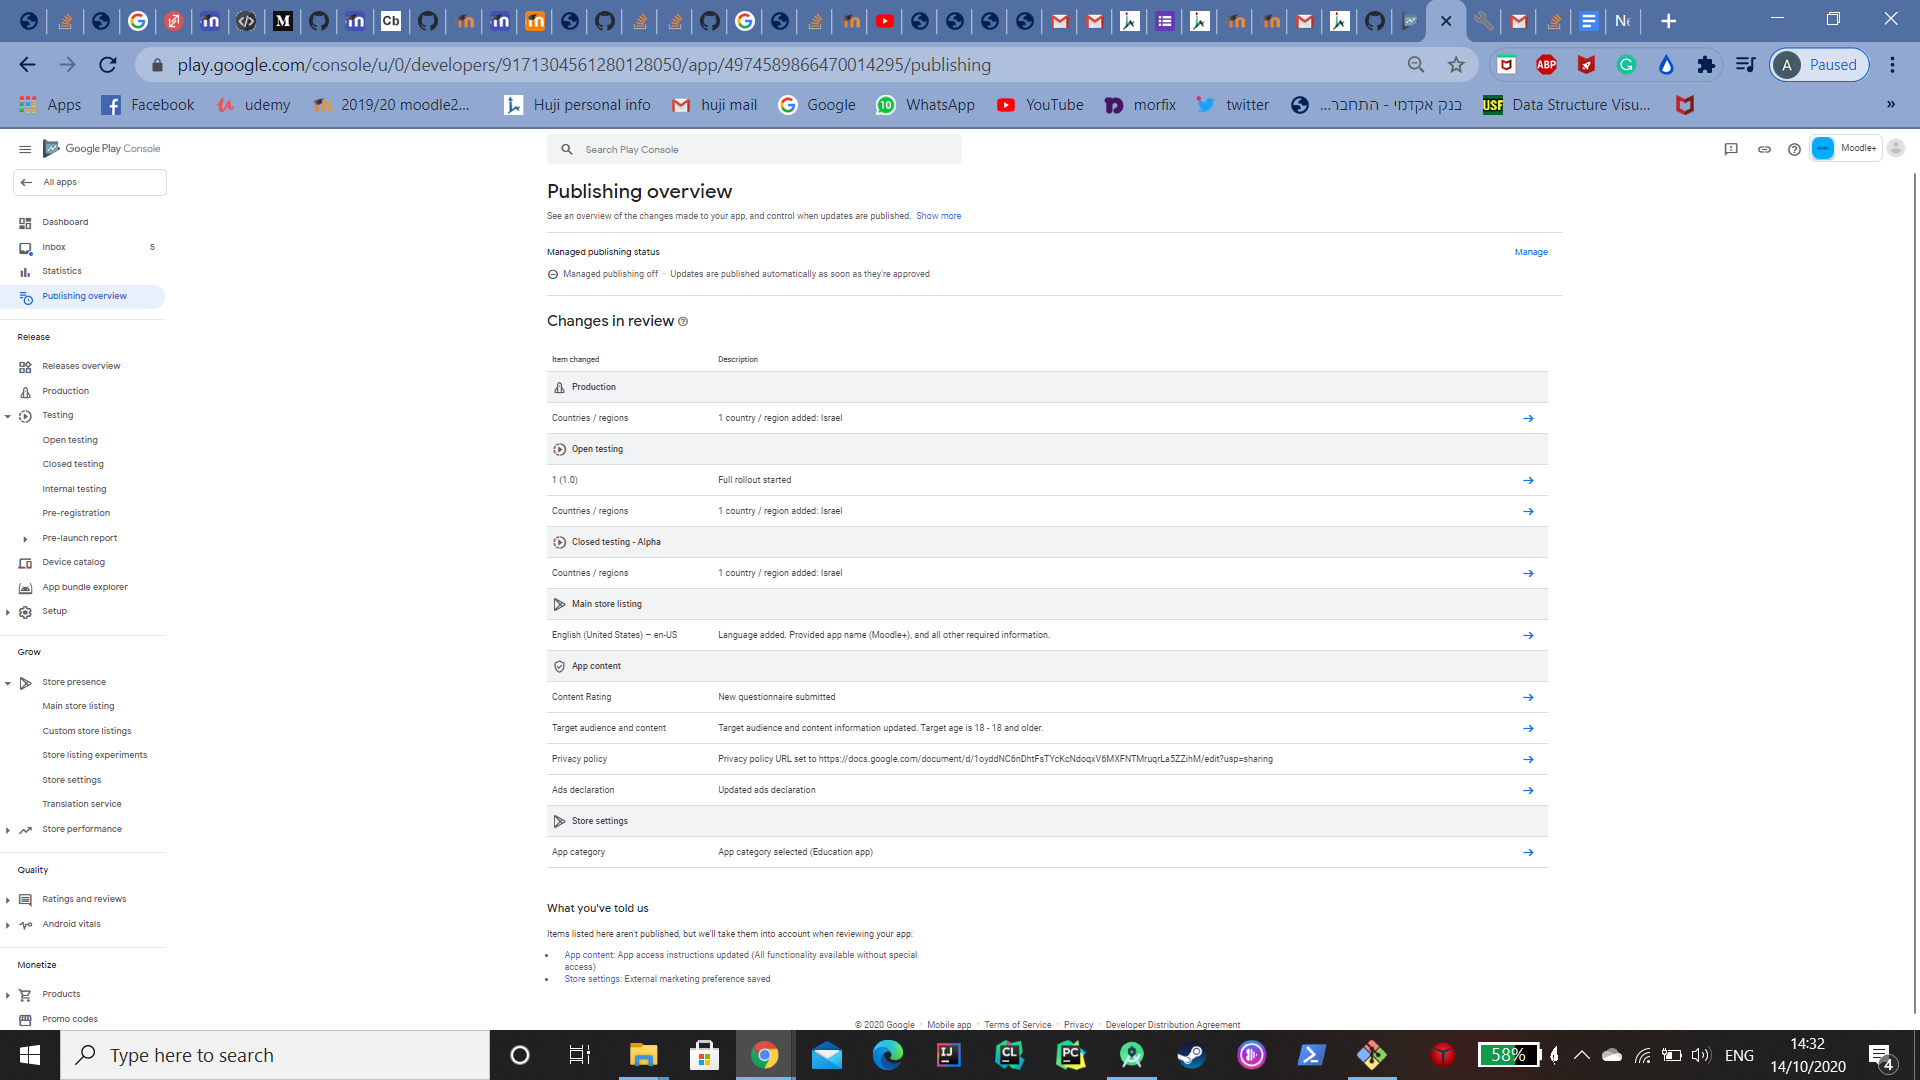 Cb
Ne
play.google.com/console/u/0/developers/9171304561280128050/app/4974589866470014295/publishing
ABP
A Paused
Apps
Facebook
udemy
2019/20 moodle2...
Huji personal info
huji mail
Google
10 WhatsApp
YouTube
morfix
twitter
בנק אקדמי - התחבר...
USF Data Structure Visu...
»
Google Play Console
Search Play Console
Moodle+
All apps
Dashboard
Inbox 5
Statistics
Publishing overview
Release
Releases overview
Production
Testing
Open testing
Closed testing
Internal testing
Pre-registration
Pre-launch report
Device catalog
App bundle explorer
Setup
Grow
Store presence
Main store listing
Custom store listings
Store listing experiments
Store settings
Translation service
Store performance
Quality
Ratings and reviews
Android vitals
Monetize
Products
Promo codes
Publishing overview
See an overview of the changes made to your app, and control when updates are published. Show more
Managed publishing status Manage
Managed publishing off · Updates are published automatically as soon as they're approved
Changes in review
Item changed Description
Production
Countries / regions 1 country / region added: Israel
Open testing
1 (1.0) Full rollout started
Countries / regions 1 country / region added: Israel
Closed testing - Alpha
Countries / regions 1 country / region added: Israel
Main store listing
English (United States) – en-US Language added. Provided app name (Moodle+), and all other required information.
App content
Content Rating New questionnaire submitted
Target audience and content Target audience and content information updated. Target age is 18 - 18 and older.
Privacy policy Privacy policy URL set to https://docs.google.com/document/d/1oyddNC6nDhtFsTYcKcNdoqxV6MXFNTMruqrLa5ZZihM/edit?usp=sharing
Ads declaration Updated ads declaration
Store settings
App category App category selected (Education app)
What you've told us
Items listed here aren't published, but we'll take them into account when reviewing your app:
• App content: App access instructions updated (All functionality available without special
access)
• Store settings: External marketing preference saved
© 2020 Google · Mobile app · Terms of Service · Privacy · Developer Distribution Agreement
Type here to search
IJ
CL
PC
58%
ENG
14:32
14/10/2020
4